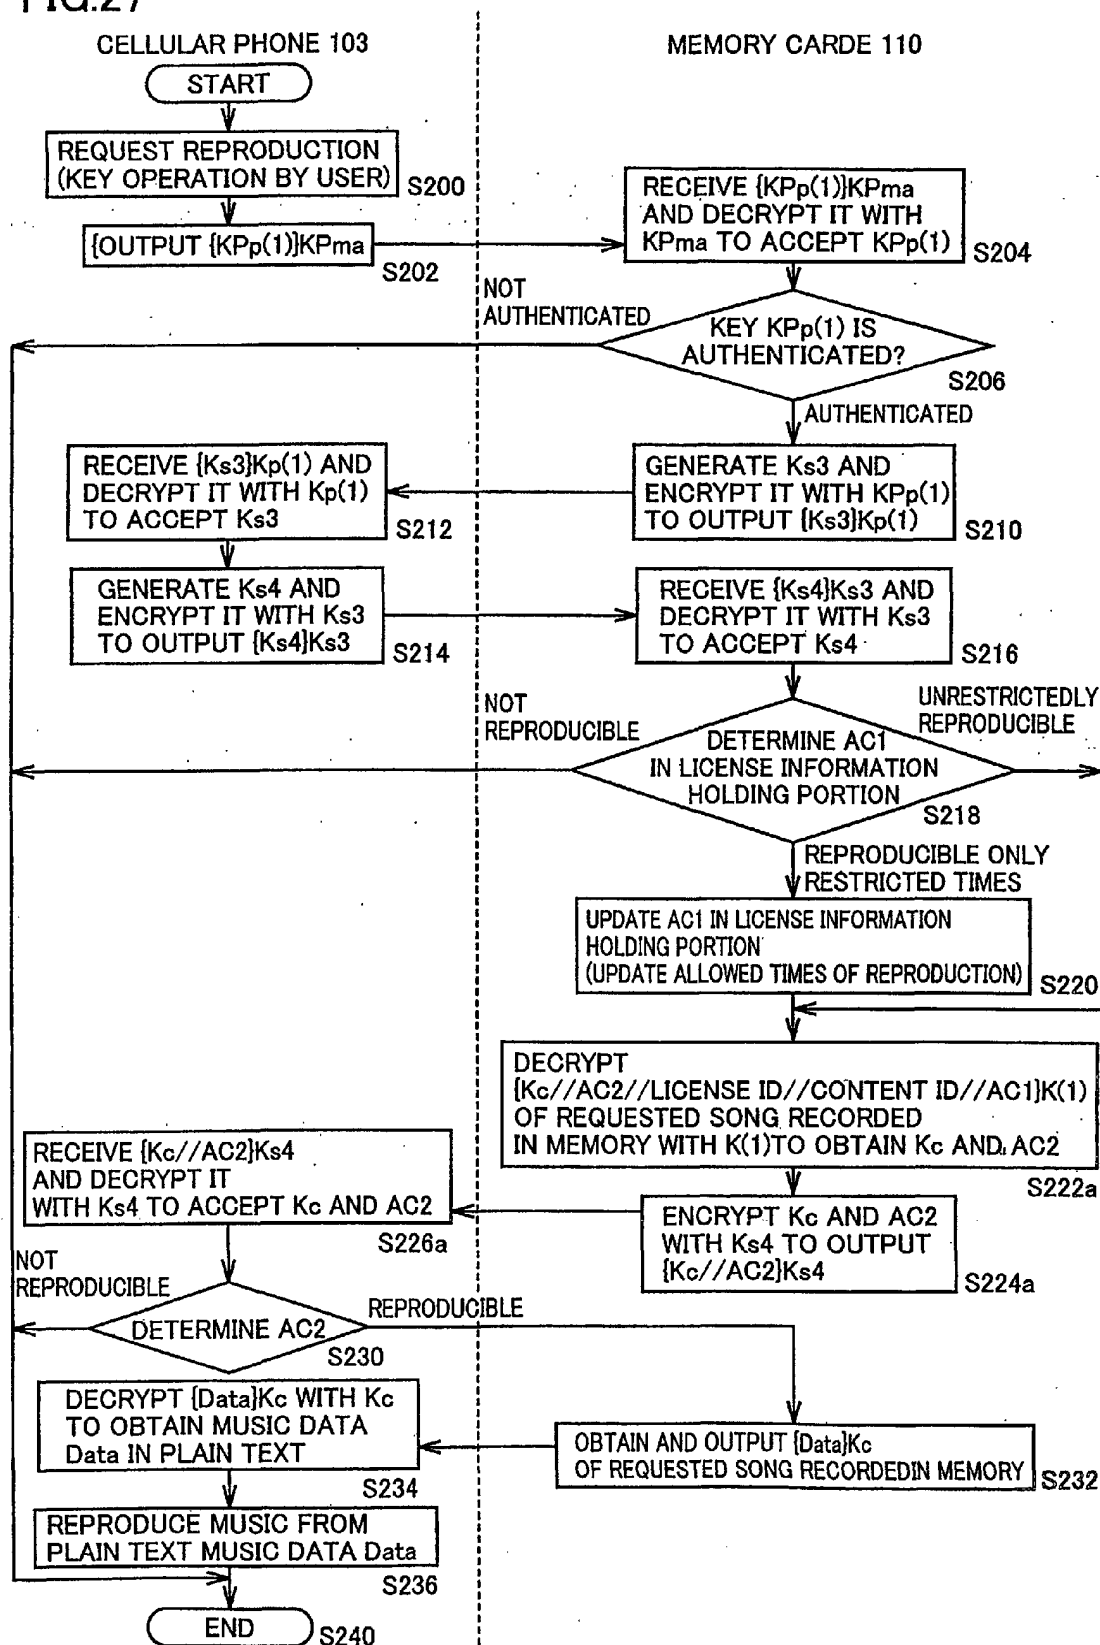 FIG.27
CELLULAR PHONE 103
MEMORY CARDE 110
START
REQUEST REPRODUCTION
(KEY OPERATION BY USER)
S200
{OUTPUT {KPp(1)}KPma
S202
RECEIVE {KPp(1)}KPma
AND DECRYPT IT WITH
KPma TO ACCEPT KPp(1)
S204
NOT
AUTHENTICATED
KEY KPp(1) IS
AUTHENTICATED?
S206
AUTHENTICATED
RECEIVE {Ks3}Kp(1) AND
DECRYPT IT WITH Kp(1)
TO ACCEPT Ks3
S212
GENERATE Ks3 AND
ENCRYPT IT WITH KPp(1)
TO OUTPUT {Ks3}Kp(1)
S210
GENERATE Ks4 AND
ENCRYPT IT WITH Ks3
TO OUTPUT {Ks4}Ks3
S214
RECEIVE {Ks4}Ks3 AND
DECRYPT IT WITH Ks3
TO ACCEPT Ks4
S216
NOT
REPRODUCIBLE
UNRESTRICTEDLY
REPRODUCIBLE
DETERMINE AC1
IN LICENSE INFORMATION
HOLDING PORTION
S218
REPRODUCIBLE ONLY
RESTRICTED TIMES
UPDATE AC1 IN LICENSE INFORMATION
HOLDING PORTION
(UPDATE ALLOWED TIMES OF REPRODUCTION)
S220
DECRYPT
{Kc//AC2//LICENSE ID//CONTENT ID//AC1}K(1)
OF REQUESTED SONG RECORDED
IN MEMORY WITH K(1)TO OBTAIN Kc AND AC2
S222a
RECEIVE {Kc//AC2}Ks4
AND DECRYPT IT
WITH Ks4 TO ACCEPT Kc AND AC2
S226a
ENCRYPT Kc AND AC2
WITH Ks4 TO OUTPUT
{Kc//AC2}Ks4
S224a
NOT
REPRODUCIBLE
REPRODUCIBLE
DETERMINE AC2
S230
DECRYPT {Data}Kc WITH Kc
TO OBTAIN MUSIC DATA
Data IN PLAIN TEXT
S234
OBTAIN AND OUTPUT {Data}Kc
OF REQUESTED SONG RECORDEDIN MEMORY
S232
REPRODUCE MUSIC FROM
PLAIN TEXT MUSIC DATA Data
S236
END
S240